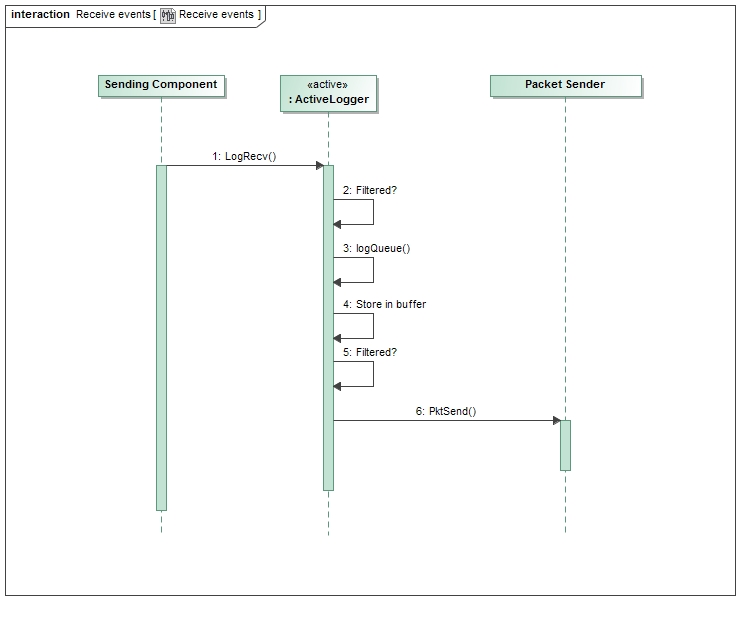 interaction Receive events [ Receive events ]
Sending Component
«active»
: ActiveLogger
Packet Sender
1: LogRecv()
2: Filtered?
3: logQueue()
4: Store in buffer
5: Filtered?
6: PktSend()